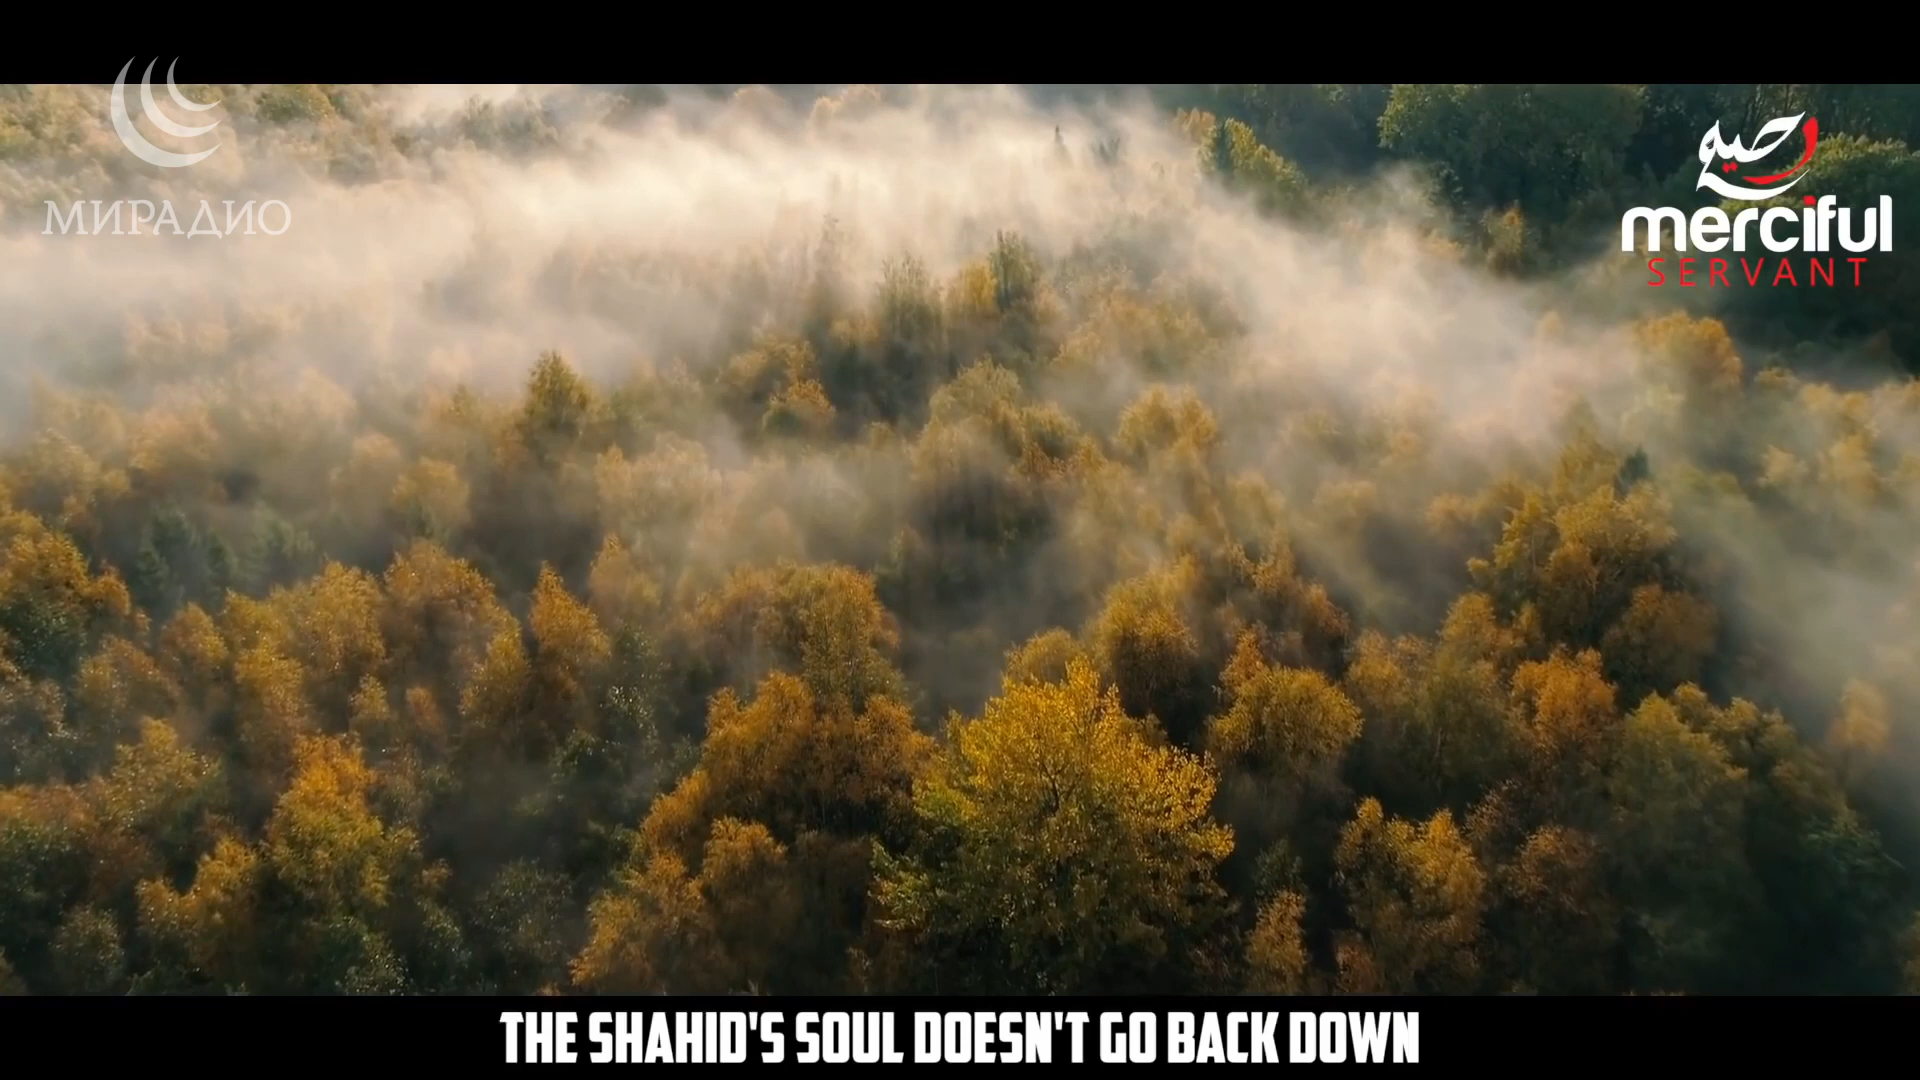 МИРАДИО
رحيم
merciful
SERVANT
THE SHAHID'S SOUL DOESN'T GO BACK DOWN